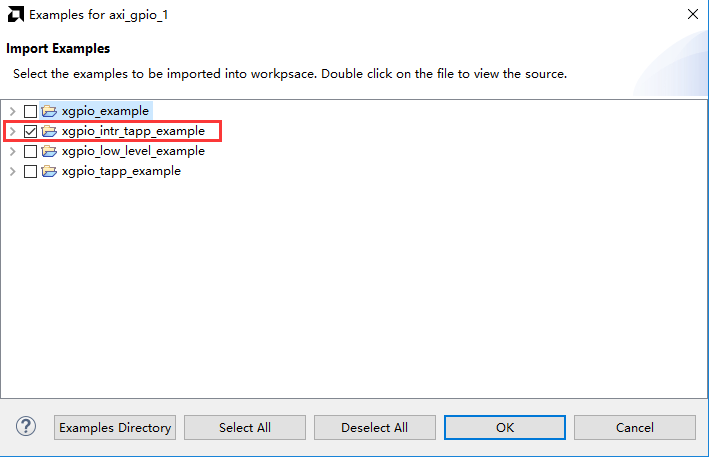 Examples for axi_gpio_1
Import Examples
Select the examples to be imported into workpsace. Double click on the file to view the source.
xgpio_example
xgpio_intr_tapp_example
xgpio_low_level_example
xgpio_tapp_example
? Examples Directory Select All Deselect All OK Cancel